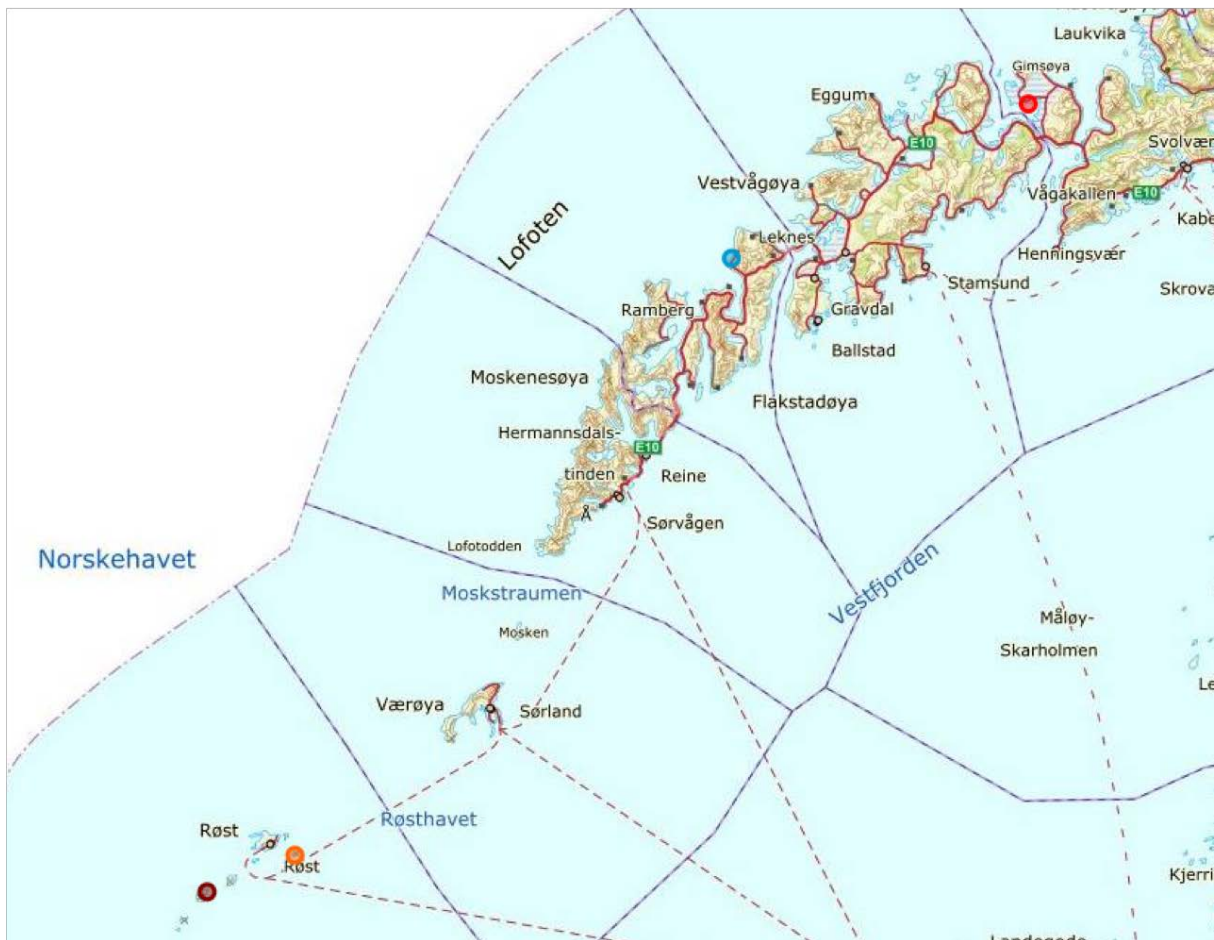 Laukvika
Gimsøya
Eggum
E10
Svolvær
Vestvågøya
Vågakallen
E10
Lofoten
Kabe
Leknes
Henningsvær
Stamsund
Skrova
Ramberg
Gravdal
Ballstad
Moskenesøya
Flakstadøya
Hermannsdals-
tinden
E10
Reine
Å
Sørvågen
Lofotodden
Norskehavet
Moskstraumen
Vestfjorden
Mosken
Måløy-
Skarholmen
Le
Værøya
Sørland
Røsthavet
Røst
Røst
Kjerri